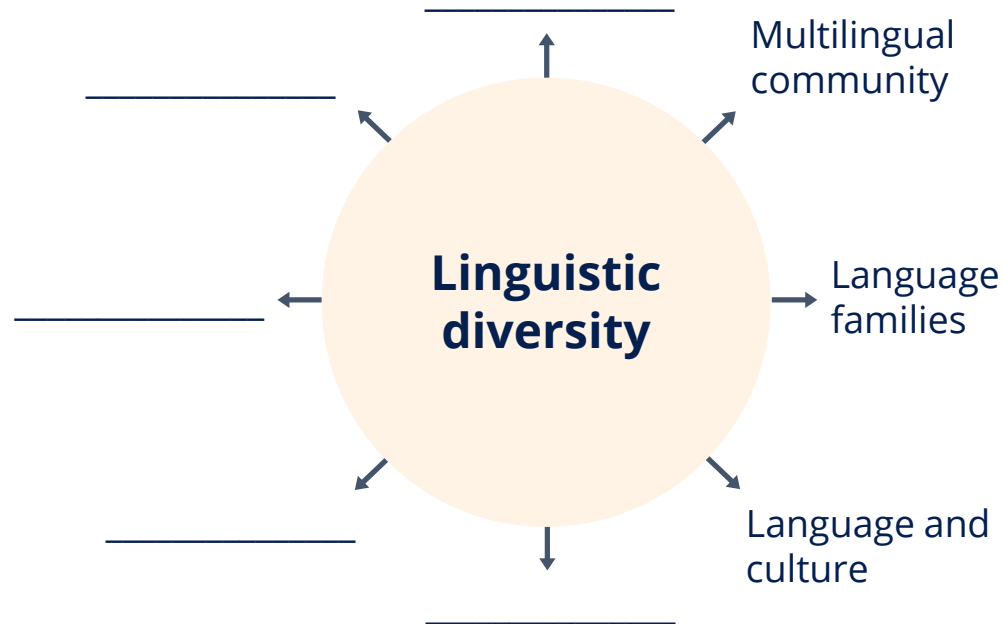 Multilingual
community
Linguistic
diversity
Language
families
Language and
culture